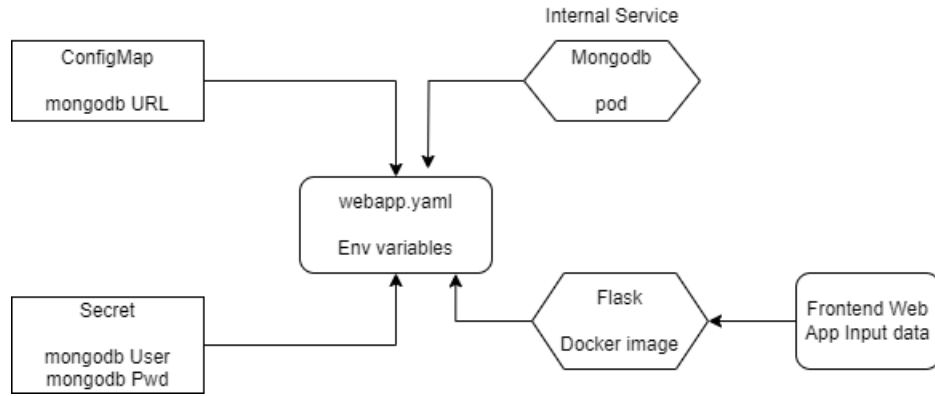 Internal Service
ConfigMap
mongodb URL
Mongodb
pod
webapp.yaml
Env variables
Secret
mongodb User
mongodb Pwd
Flask
Docker image
Frontend Web
App Input data